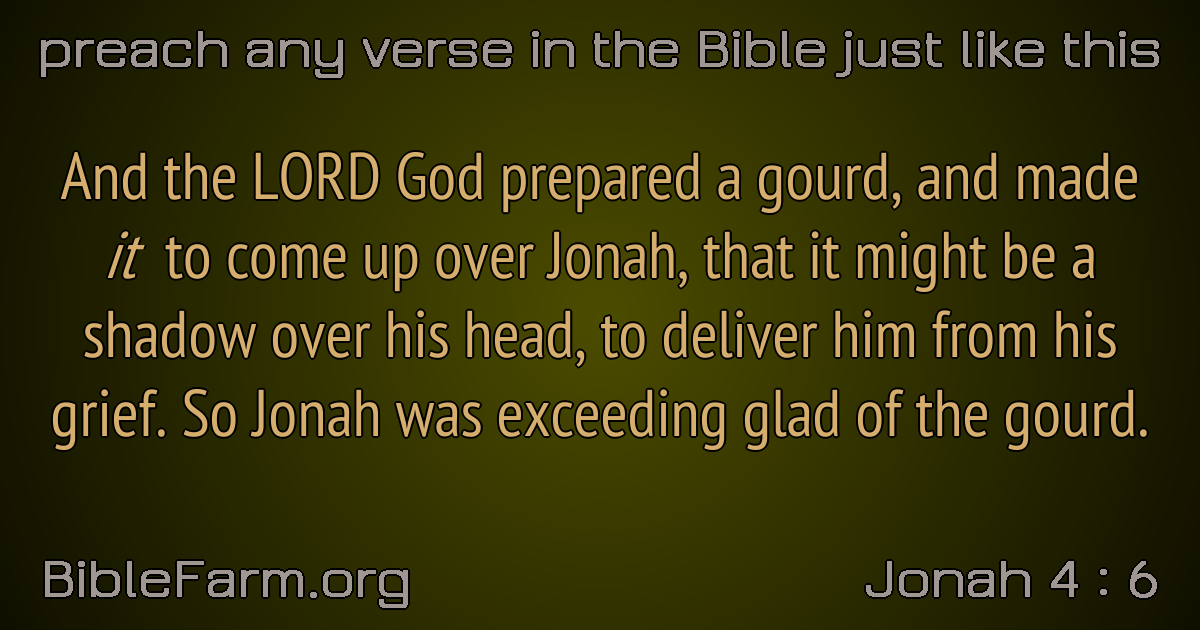 preach any verse in the Bible just like this
And the LORD God prepared a gourd, and made
it to come up over Jonah, that it might be a
shadow over his head, to deliver him from his
grief. So Jonah was exceeding glad of the gourd.
BibleFarm.org
Jonah 4 : 6